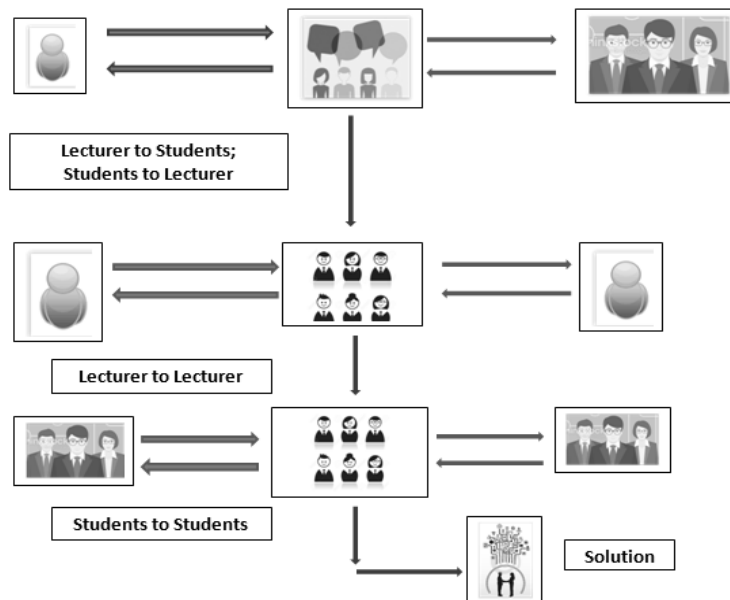 Lecturer to Students;
Students to Lecturer
Lecturer to Lecturer
Students to Students
Solution